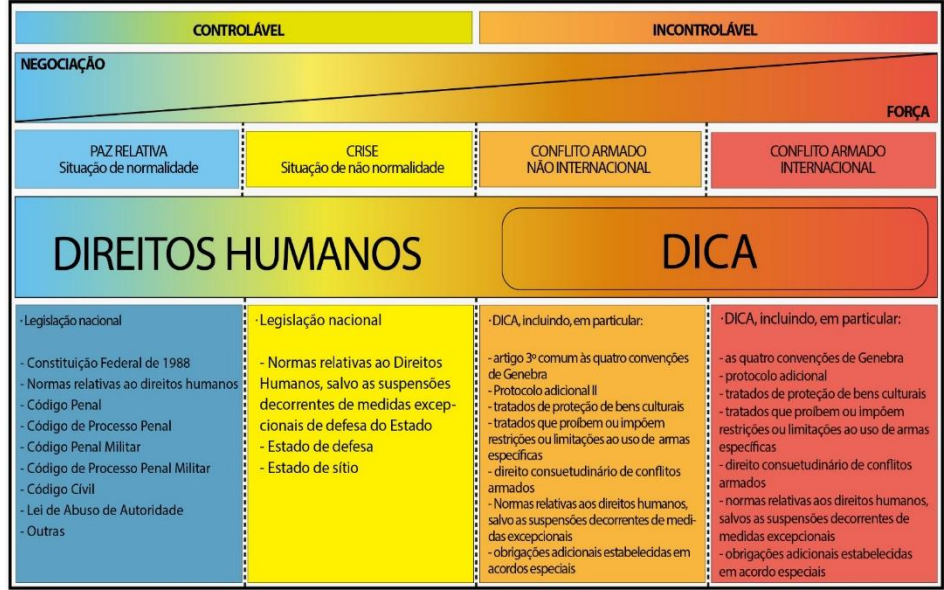 CONTROLÁVEL
INCONTROLÁVEL
NEGOCIAÇÃO
FORÇA
PAZ RELATIVA
Situação de normalidade
CRISE
Situação de não normalidade
CONFLITO ARMADO
NÃO INTERNACIONAL
CONFLITO ARMADO
INTERNACIONAL
DIREITOS HUMANOS
DICA
·Legislação nacional
- Constituição Federal de 1988
- Normas relativas ao direitos humanos
- Código Penal
- Código de Processo Penal
- Código Penal Militar
- Código de Processo Penal Militar
- Código Cívil
- Lei de Abuso de Autoridade
- Outras
·Legislação nacional
- Normas relativas ao Direitos
Humanos, salvo as suspensões
decorrentes de medidas excep-
cionais de defesa do Estado
- Estado de defesa
- Estado de sítio
·DICA, incluindo, em particular:
- artigo 3º comum às quatro convenções
de Genebra
- Protocolo adicional II
- tratados de proteção de bens culturais
- tratados que proíbem ou impõem
restrições ou limitações ao uso de armas
específicas
- direito consuetudinário de conflitos
armados
- Normas relativas aos direitos humanos,
salvo as suspensões decorrentes de medi-
das excepcionais
- obrigações adicionais estabelecidas em
acordos especiais
·DICA, incluindo, em particular:
- as quatro convenções de Genebra
- protocolo adicional
- tratados de proteção de bens culturais
- tratados que proíbem ou impõem
restrições ou limitações ao uso de armas
específicas
- direito consuetudinário de conflitos
armados
- normas relativas aos direitos humanos,
salvos as suspensões decorrentes de
medidas excepcionais
- obrigações adicionais estabelecidas
em acordo especiais